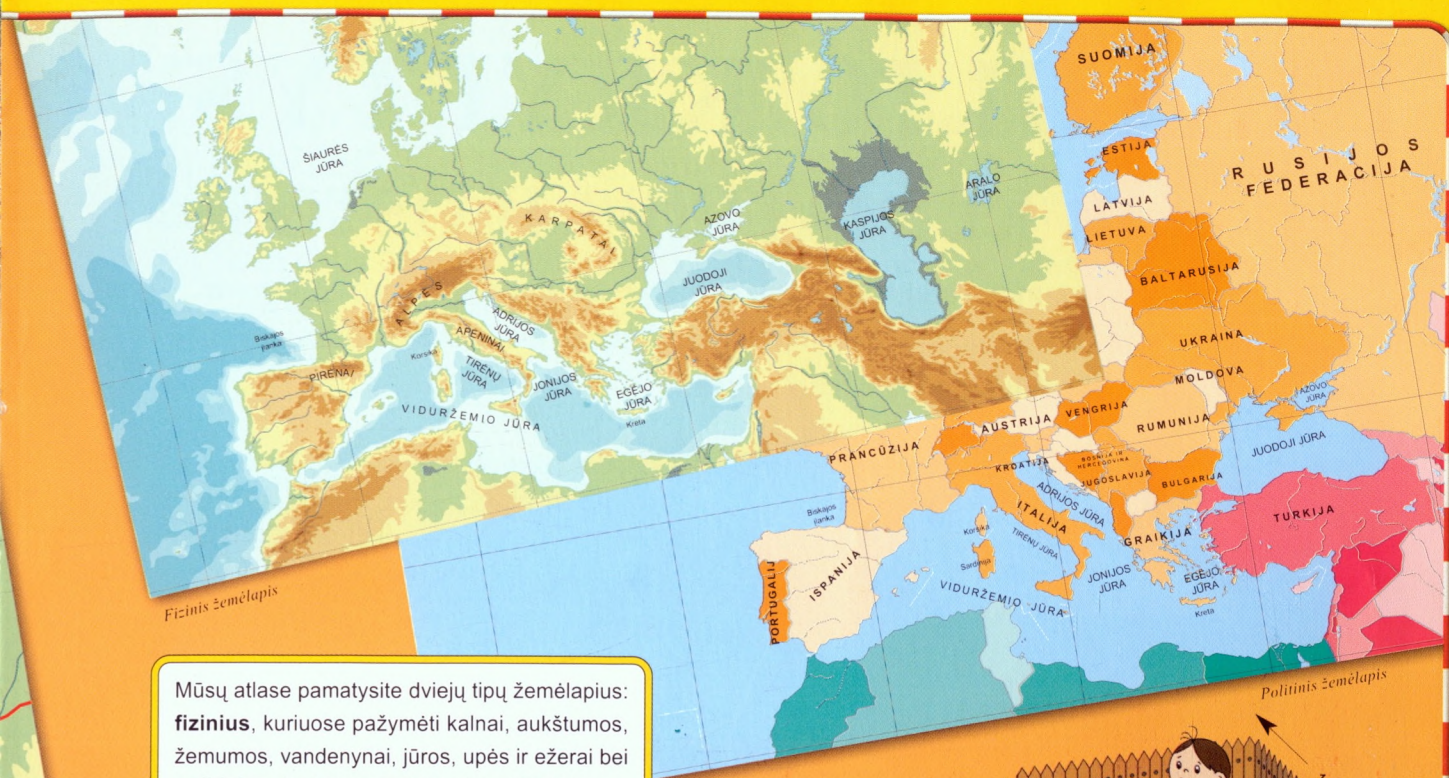 ŠIAURĖS
JŪRA
KARPATAI
AZOVO
JŪRA
KASPIJOS
JŪRA
ARALO
JŪRA
JUODOJI
JŪRA
ALPĖS
ADRIJOS
JŪRA
APENINAI
Biskajos
įlanka
Korsika
PIRĖNAI
TIRĖNŲ
JŪRA
JONIJOS
JŪRA
EGĖJO
JŪRA
Kreta
VIDURŽEMIO JŪRA
Fizinis žemėlapis
SUOMIJA
ESTIJA
RUSIJOS
FEDERACIJA
LATVIJA
LIETUVA
BALTARUSIJA
UKRAINA
MOLDOVA
AZOVO
JŪRA
VENGRIJA
AUSTRIJA
RUMUNIJA
PRANCŪZIJA
KROATIJA
BOSNIJA IR
HERCEGOVINA
JUGOSLAVIJA
BULGARIJA
JUODOJI JŪRA
ADRIJOS JŪRA
ITALIJA
TURKIJA
Biskajos
įlanka
Korsika
TIRĖNŲ JŪRA
GRAIKIJA
Sardinija
ISPANIJA
PORTUGALIJ
JONIJOS
JŪRA
EGĖJO
JŪRA
VIDURŽEMIO JŪRA
Kreta
Politinis žemėlapis
Mūsų atlase pamatysite dviejų tipų žemėlapius:
fizinius, kuriuose pažymėti kalnai, aukštumos,
žemumos, vandenynai, jūros, upės ir ežerai bei